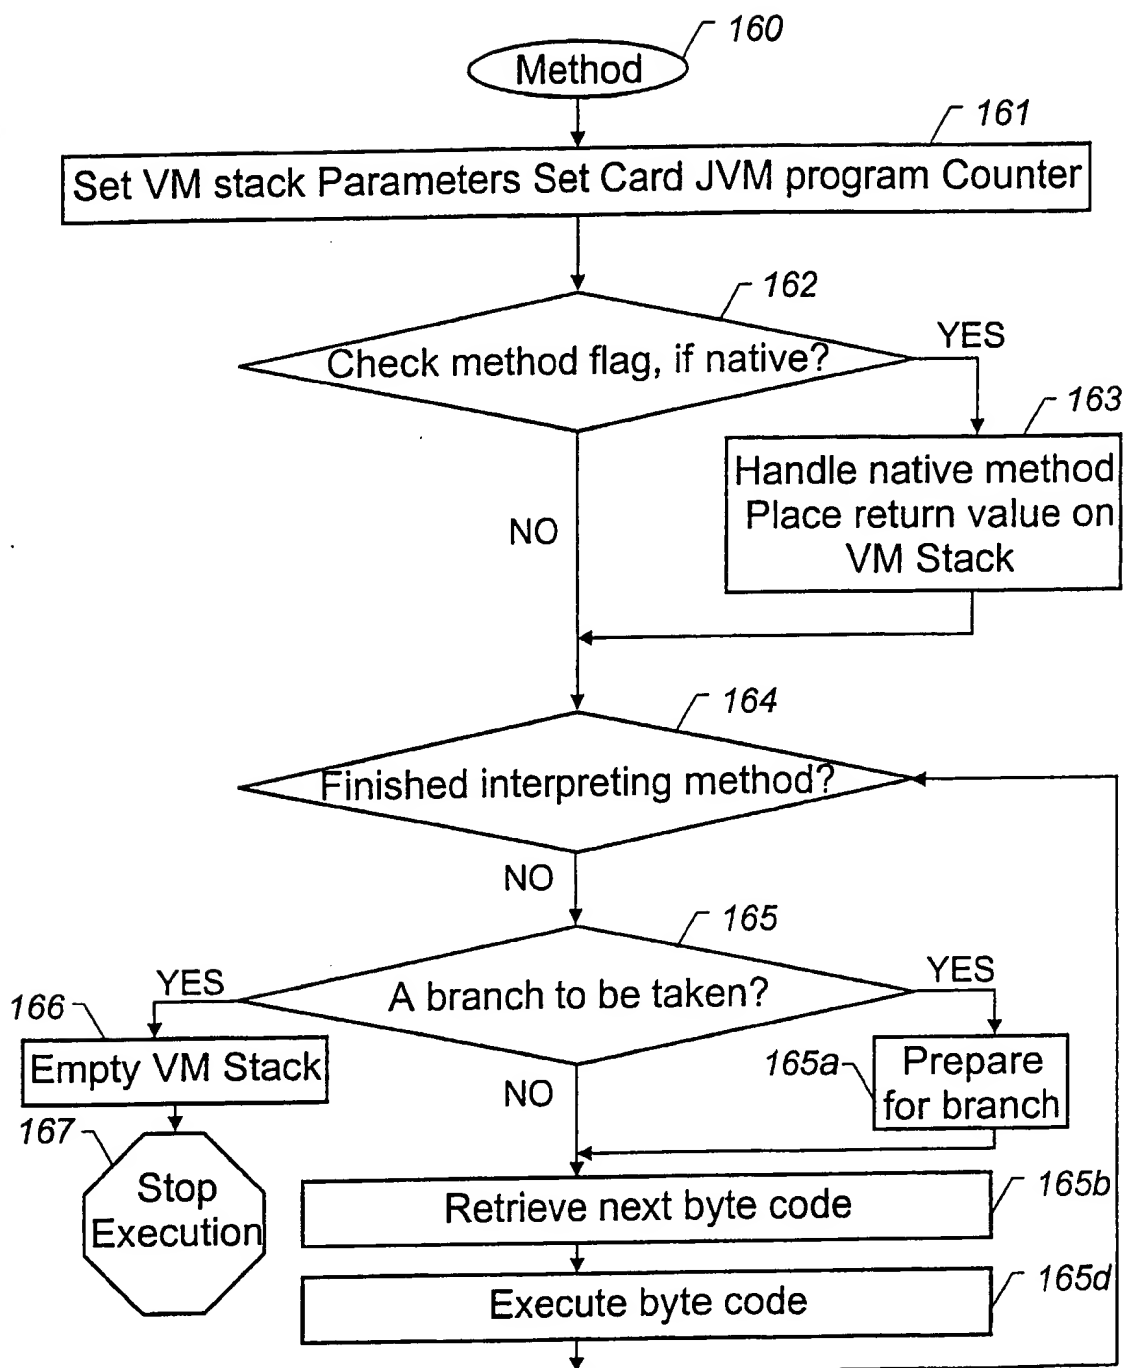 160
Method
161
Set VM stack Parameters Set Card JVM program Counter
162
Check method flag, if native?
YES
163
Handle native method
Place return value on
VM Stack
NO
164
Finished interpreting method?
NO
165
A branch to be taken?
YES
YES
166
Empty VM Stack
165a
Prepare
for branch
NO
167
Stop
Execution
Retrieve next byte code
165b
Execute byte code
165d